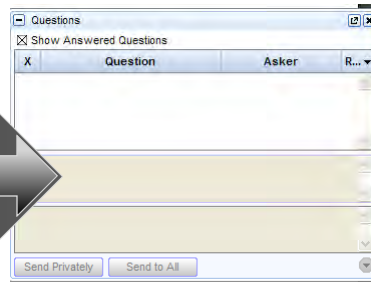 Questions
Show Answered Questions
X Question Asker R...
Send Privately Send to All